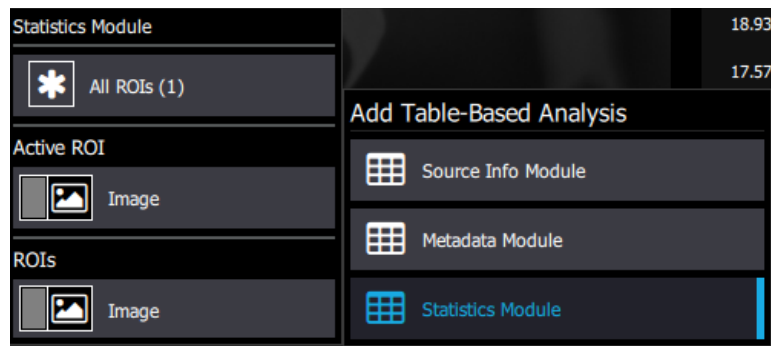 Statistics Module
All ROIs (1)
Active ROI
Image
ROIs
Image
18.93
17.57
Add Table-Based Analysis
Source Info Module
Metadata Module
Statistics Module